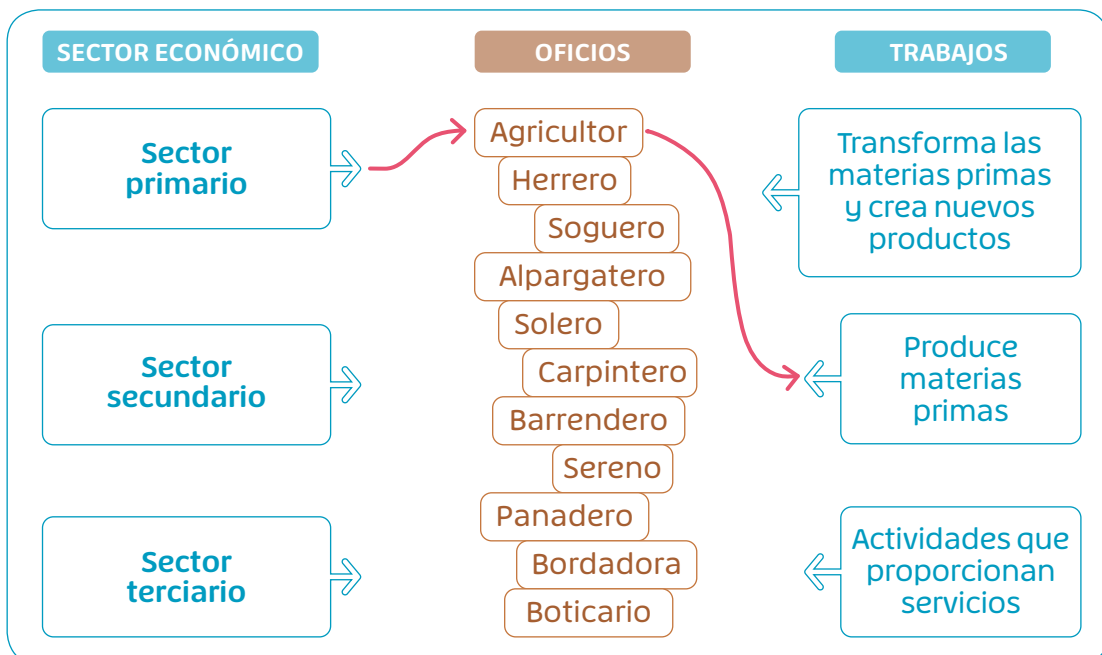 SECTOR ECONÓMICO
OFICIOS
TRABAJOS
Sector
primario
Sector
secundario
Sector
terciario
Agricultor
Herrero
Soguero
Alpargatero
Solero
Carpintero
Barrendero
Sereno
Panadero
Bordadora
Boticario
Transforma las
materias primas
y crea nuevos
productos
Produce
materias
primas
Actividades que
proporcionan
servicios